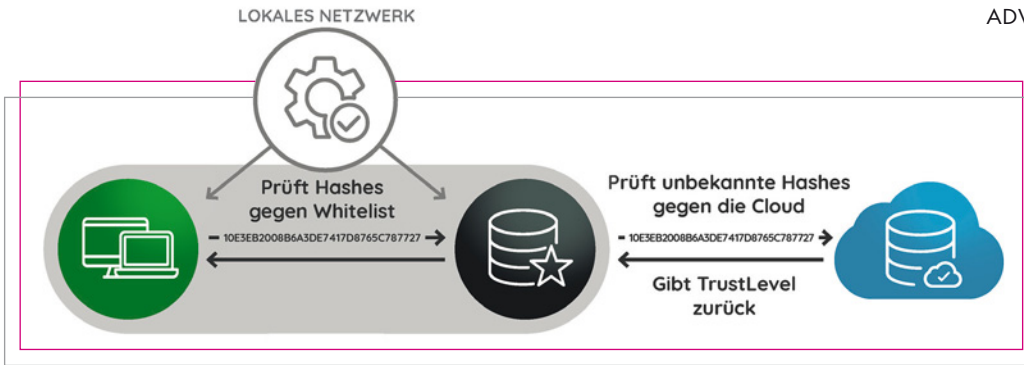 LOKALES NETZWERK
ADV
Prüft Hashes
gegen Whitelist
10E3EB2008B6A3DE7417D8765C787727
Prüft unbekannte Hashes
gegen die Cloud
10E3EB2008B6A3DE7417D8765C787727
Gibt TrustLevel
zurück